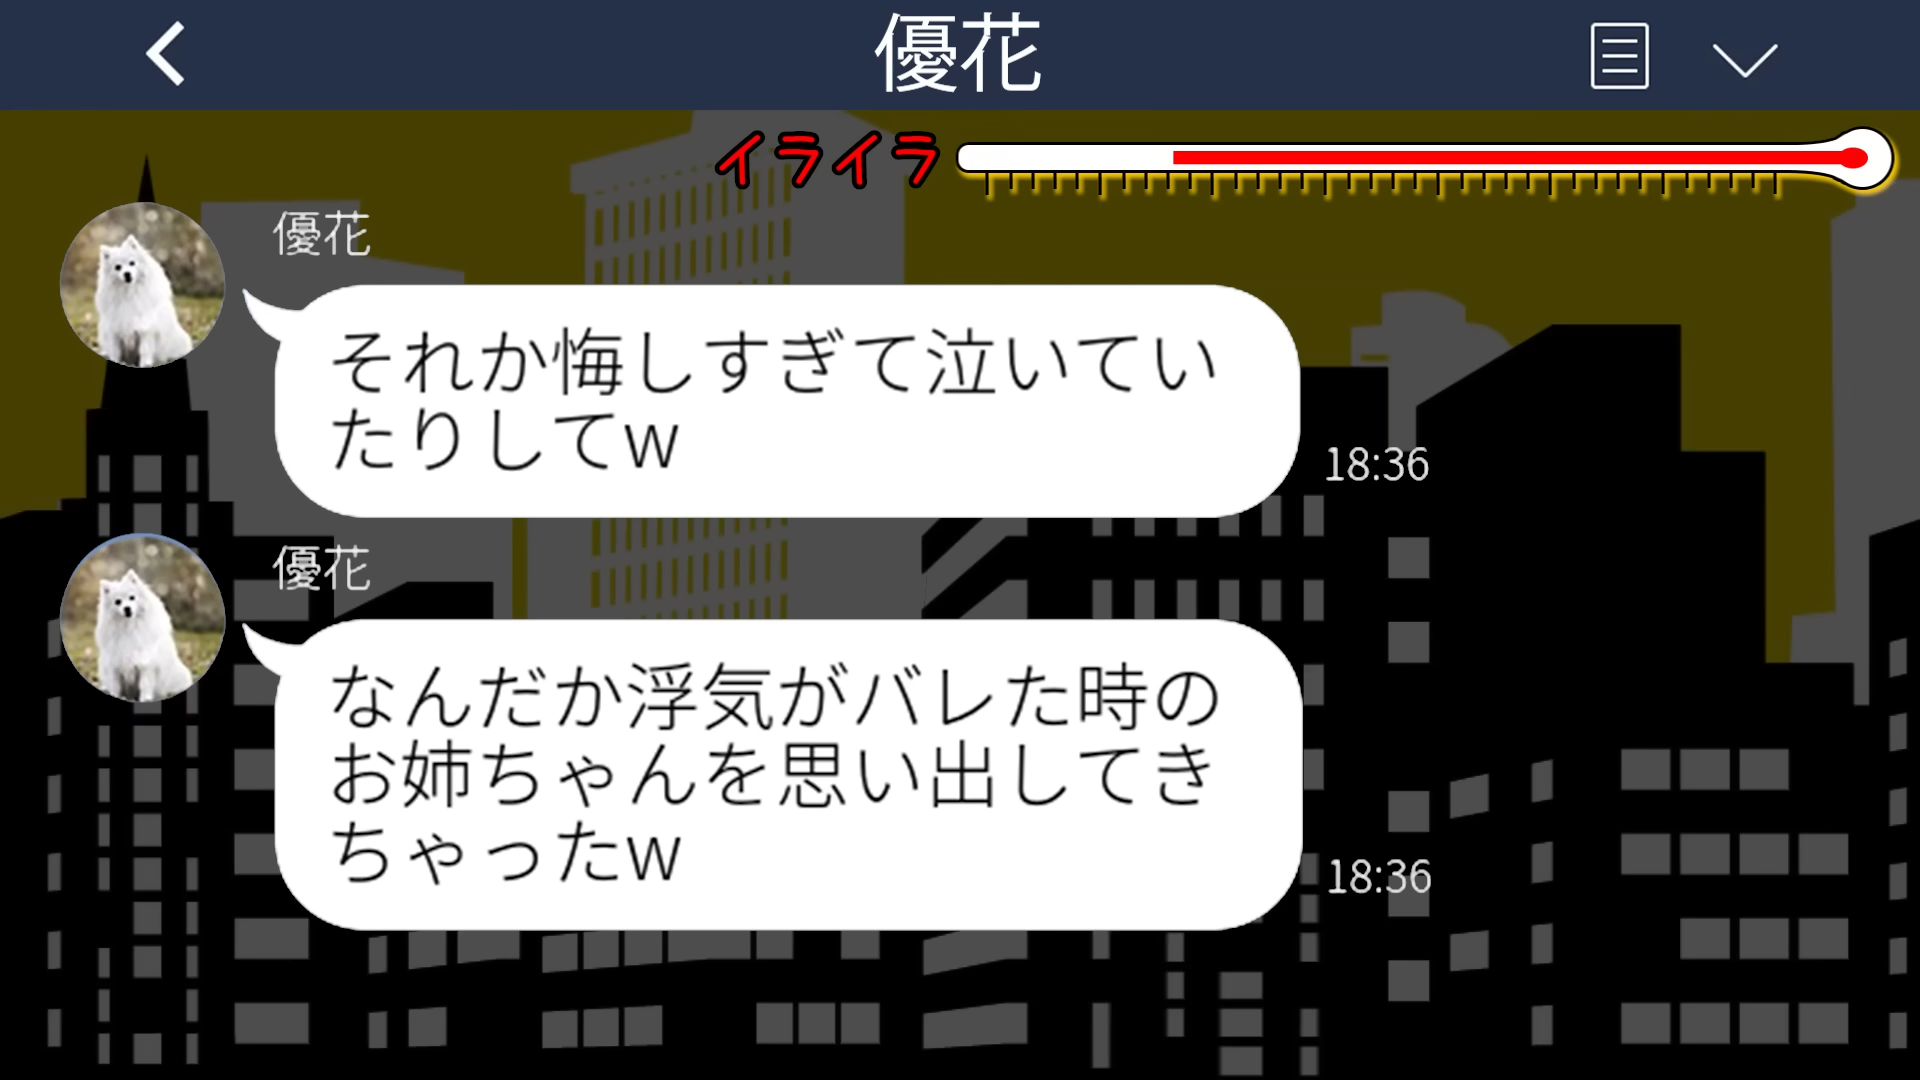 優花
イライラ
優花
それか悔しすぎて泣いてい
たりしてw
18:36
優花
なんだか浮気がバレた時の
お姉ちゃんを思い出してき
ちゃったw
18:36